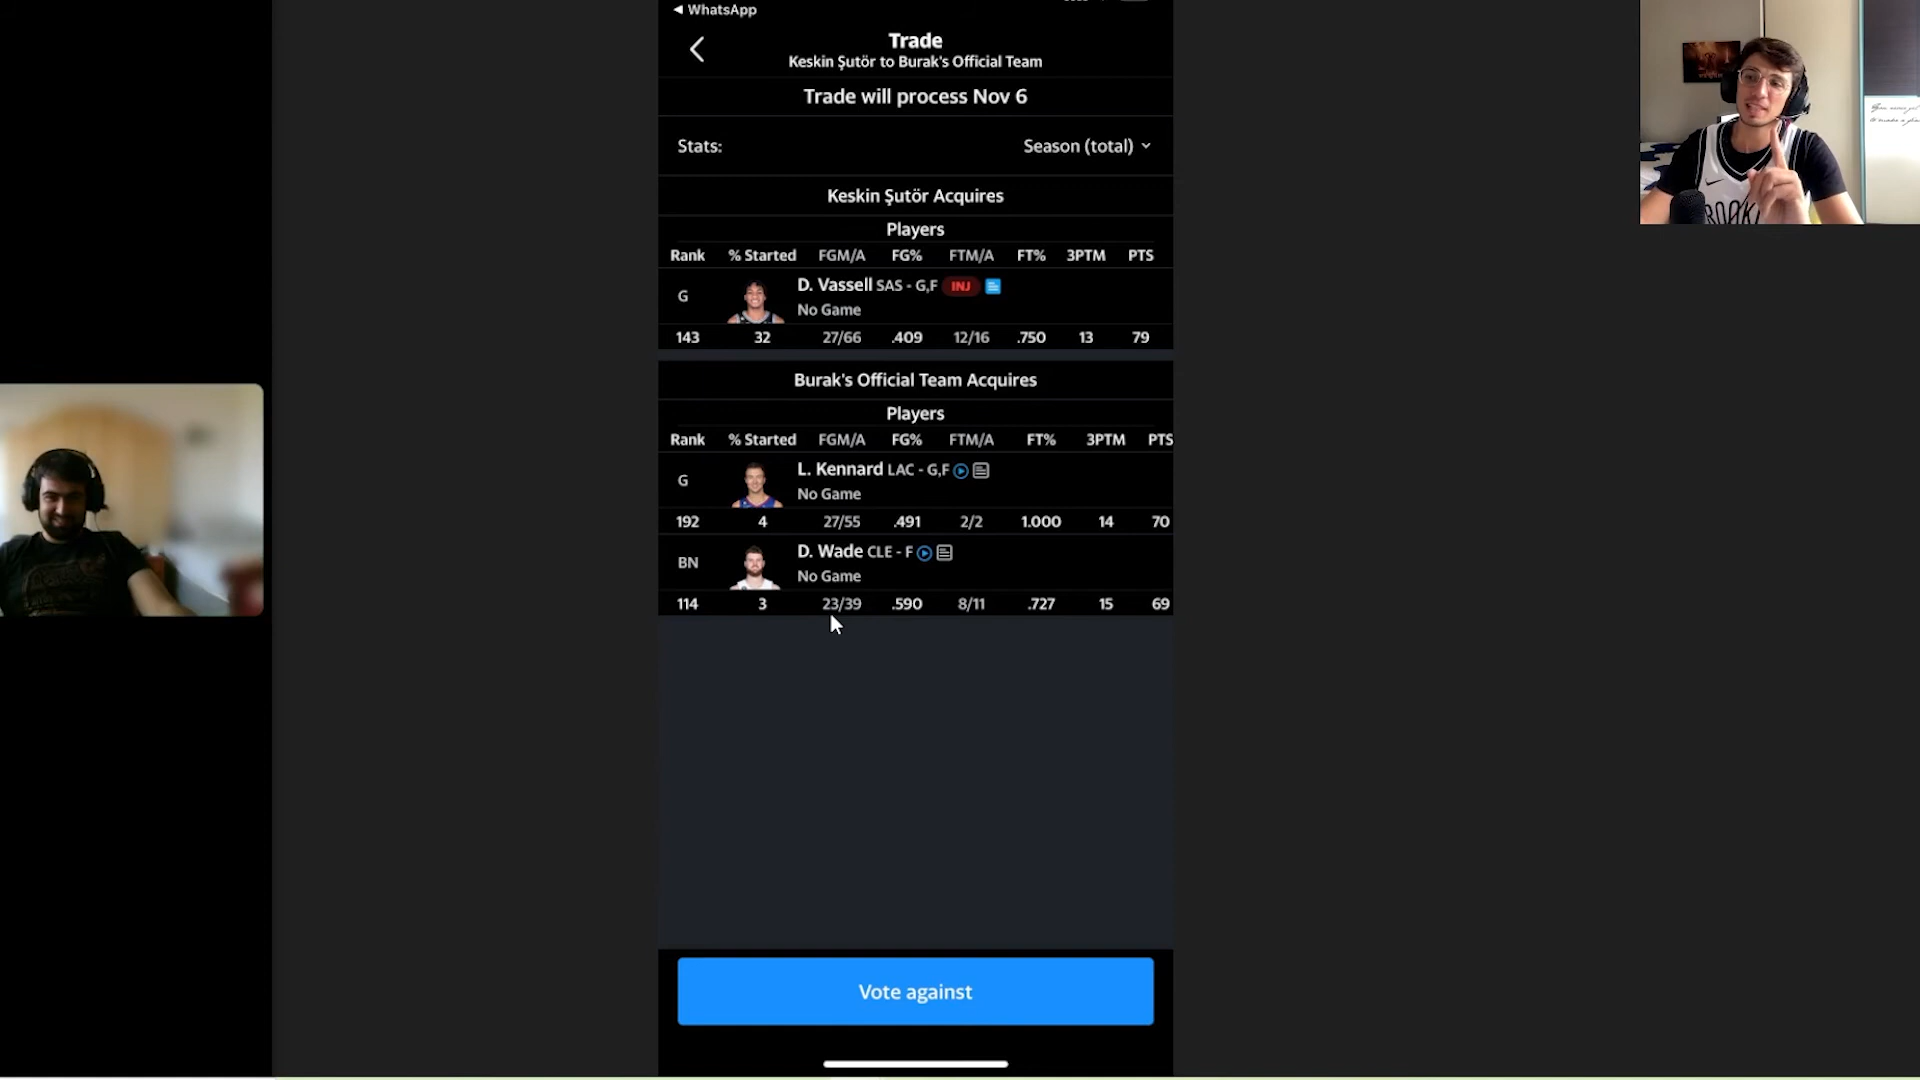 ◀ WhatsApp
Trade
Keskin Şutör to Burak's Official Team
Trade will process Nov 6
Stats: Season (total)
Keskin Şutör Acquires
Players
Rank % Started FGM/A FG% FTM/A FT% 3PTM PTS
D. Vassell SAS - G,F INJ
G
No Game
143 32 27/66 .409 12/16 .750 13 79
Burak's Official Team Acquires
Players
Rank % Started FGM/A FG% FTM/A FT% 3PTM PTS
L. Kennard LAC - G,F
G
No Game
192 4 27/55 .491 2/2 1.000 14 70
D. Wade CLE - F
BN
No Game
114 3 23/39 .590 8/11 .727 15 69
Vote against